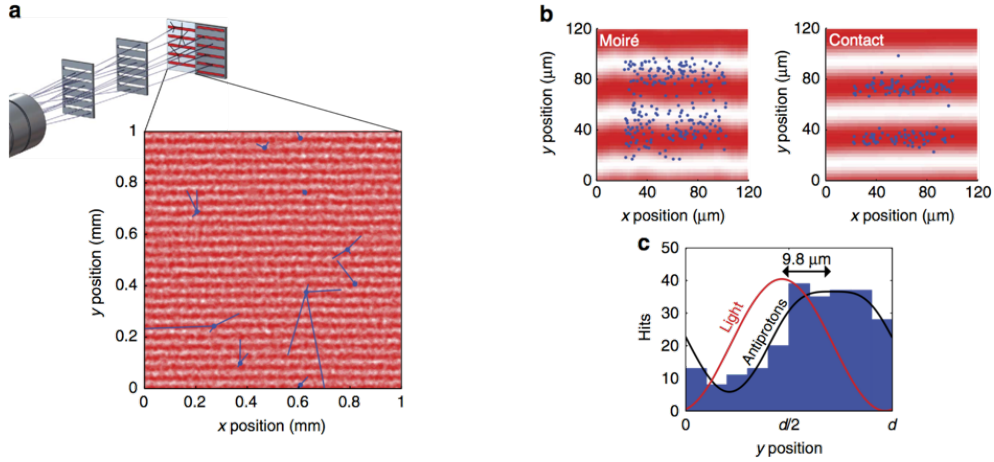 a
1
0.8
0.6
0.4
0.2
0
y position (mm)
0 0.2 0.4 0.6 0.8 1
x position (mm)
b
Moiré
120
80
40
0
y position (μm)
0 40 80 120
x position (μm)
Contact
120
80
40
0
y position (μm)
0 40 80 120
x position (μm)
c
9.8 μm
Light
Antiprotons
50
40
30
20
10
0
Hits
0 d/2 d
y position